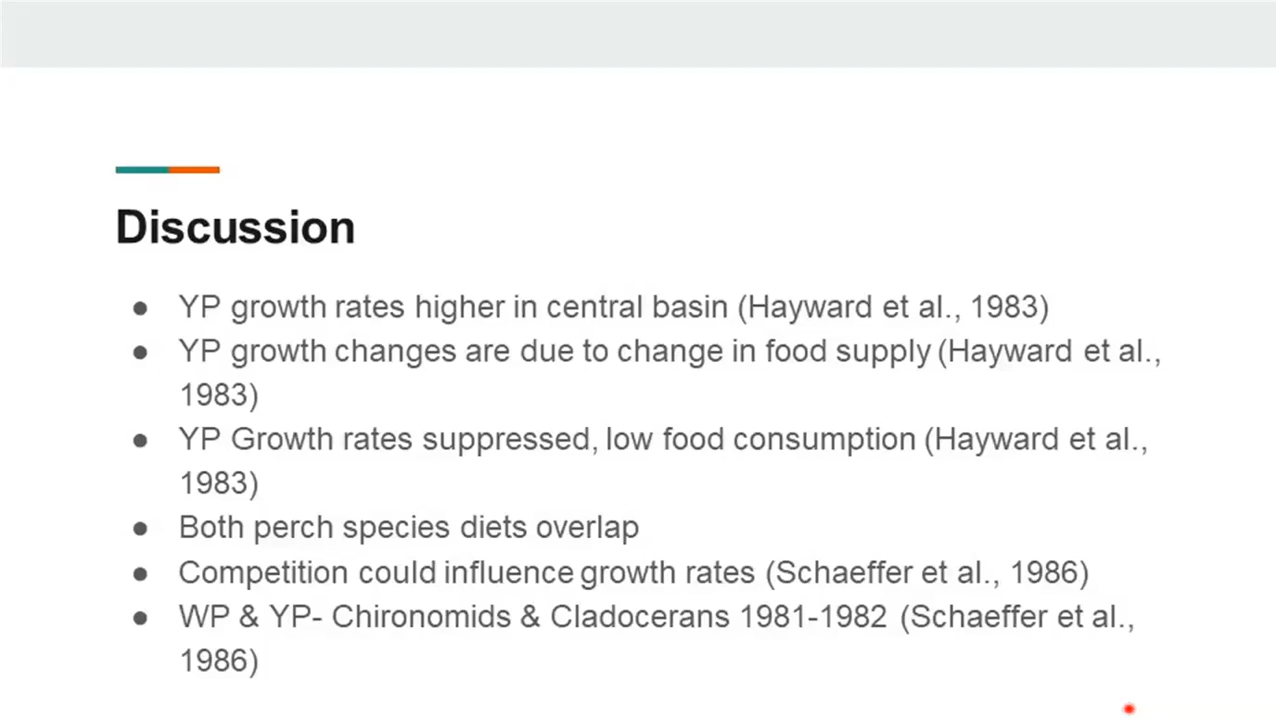 Discussion
● YP growth rates higher in central basin (Hayward et al., 1983)
● YP growth changes are due to change in food supply (Hayward et al.,
1983)
● YP Growth rates suppressed, low food consumption (Hayward et al.,
1983)
● Both perch species diets overlap
● Competition could influence growth rates (Schaeffer et al., 1986)
● WP & YP- Chironomids & Cladocerans 1981-1982 (Schaeffer et al.,
1986)